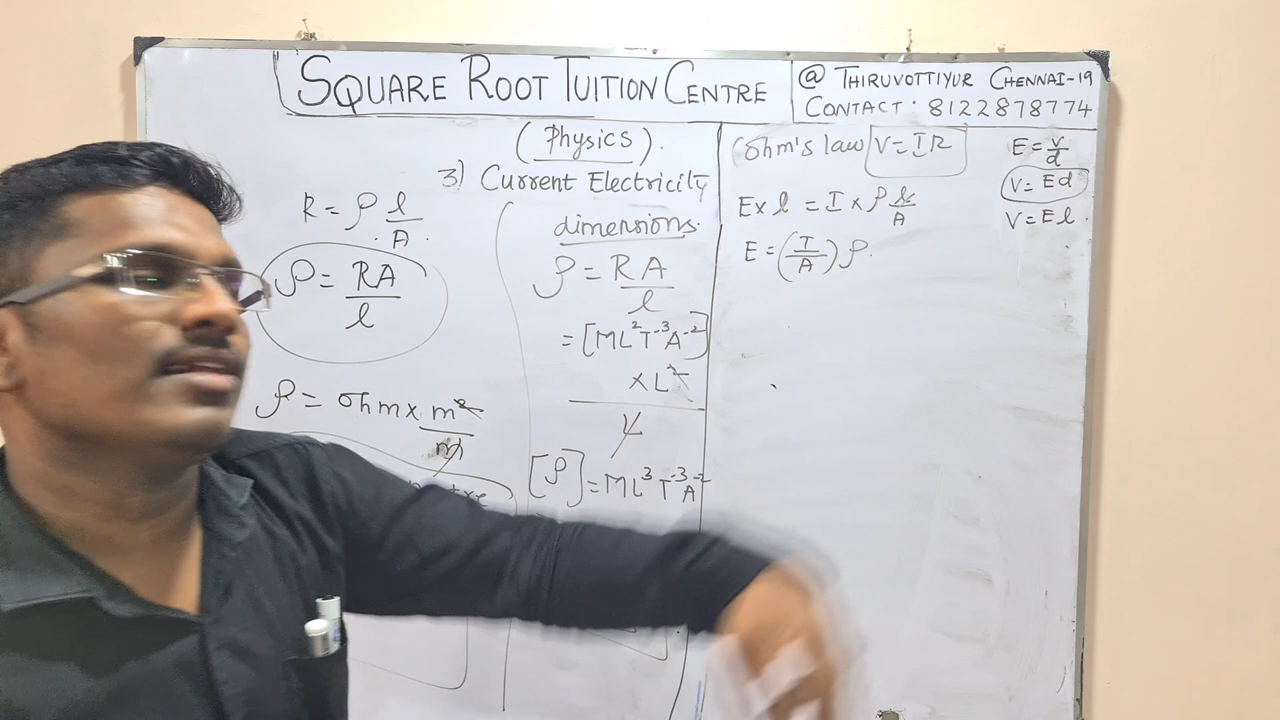 SQUARE ROOT TUITION CENTRE
@ THIRUVOTTIYUR CHENNAI-19
CONTACT: 8122878774
(Physics).
3) Current Electricity
R = ρ l/A.
ρ = RA/l
ρ = ohm x m²/m
dimensions.
ρ = RA/l
= [ML²T⁻³A⁻²]
x L²
L
[ρ] = ML³T⁻³A⁻²
Ohm's law V = IR
E x l = I x ρ l/A
E = (I/A) ρ.
E = V/d
V = Ed
V = El.